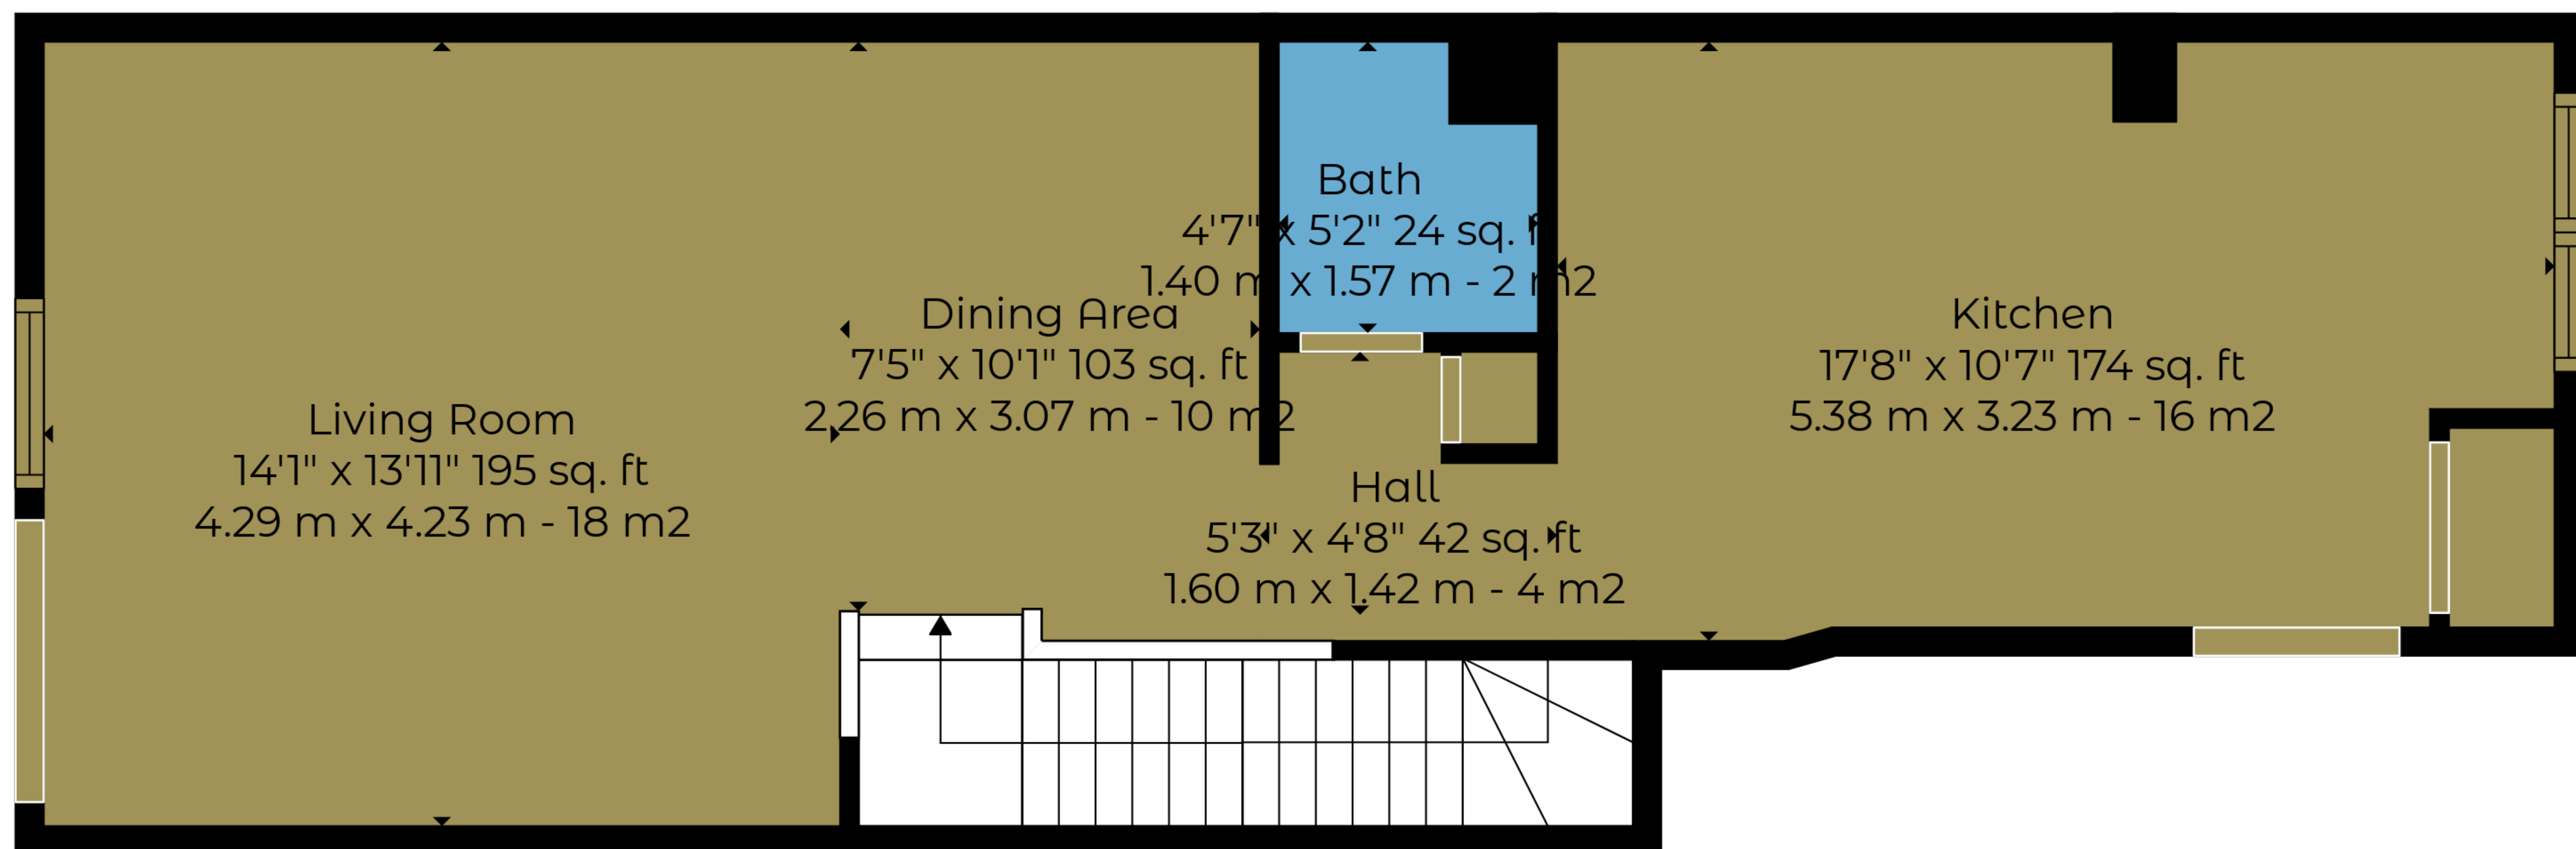 Living Room
14'1" x 13'11" 195 sq. ft
4.29 m x 4.23 m - 18 m2
Dining Area
7'5" x 10'1" 103 sq. ft
2.26 m x 3.07 m - 10 m2
Bath
4'7" x 5'2" 24 sq. ft
1.40 m x 1.57 m - 2 m2
Hall
5'3" x 4'8" 42 sq. ft
1.60 m x 1.42 m - 4 m2
Kitchen
17'8" x 10'7" 174 sq. ft
5.38 m x 3.23 m - 16 m2